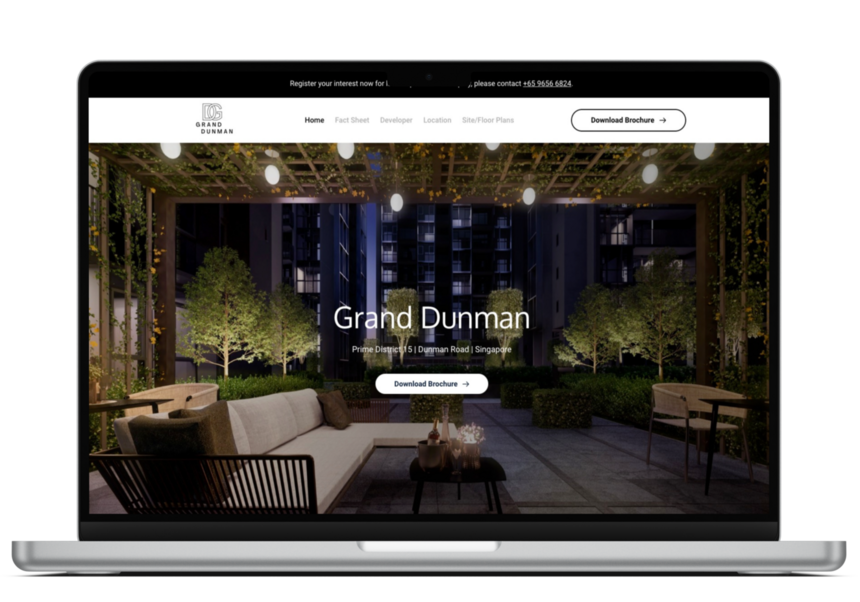 Register your interest now for
, please contact +65 9656 6824.
DG
GRAND
DUNMAN
Home Fact Sheet Developer Location Site/Floor Plans
Download Brochure →
Grand Dunman
Prime District 15 | Dunman Road | Singapore
Download Brochure →